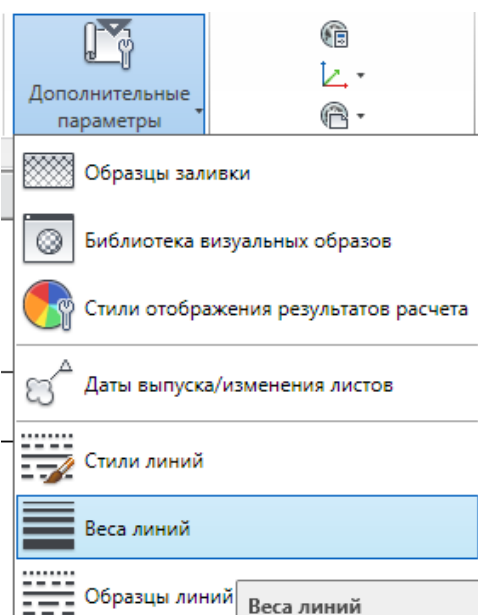 Дополнительные
параметры
Образцы заливки
Библиотека визуальных образов
Стили отображения результатов расчета
Даты выпуска/изменения листов
Стили линий
Веса линий
Образцы линий
Веса линий